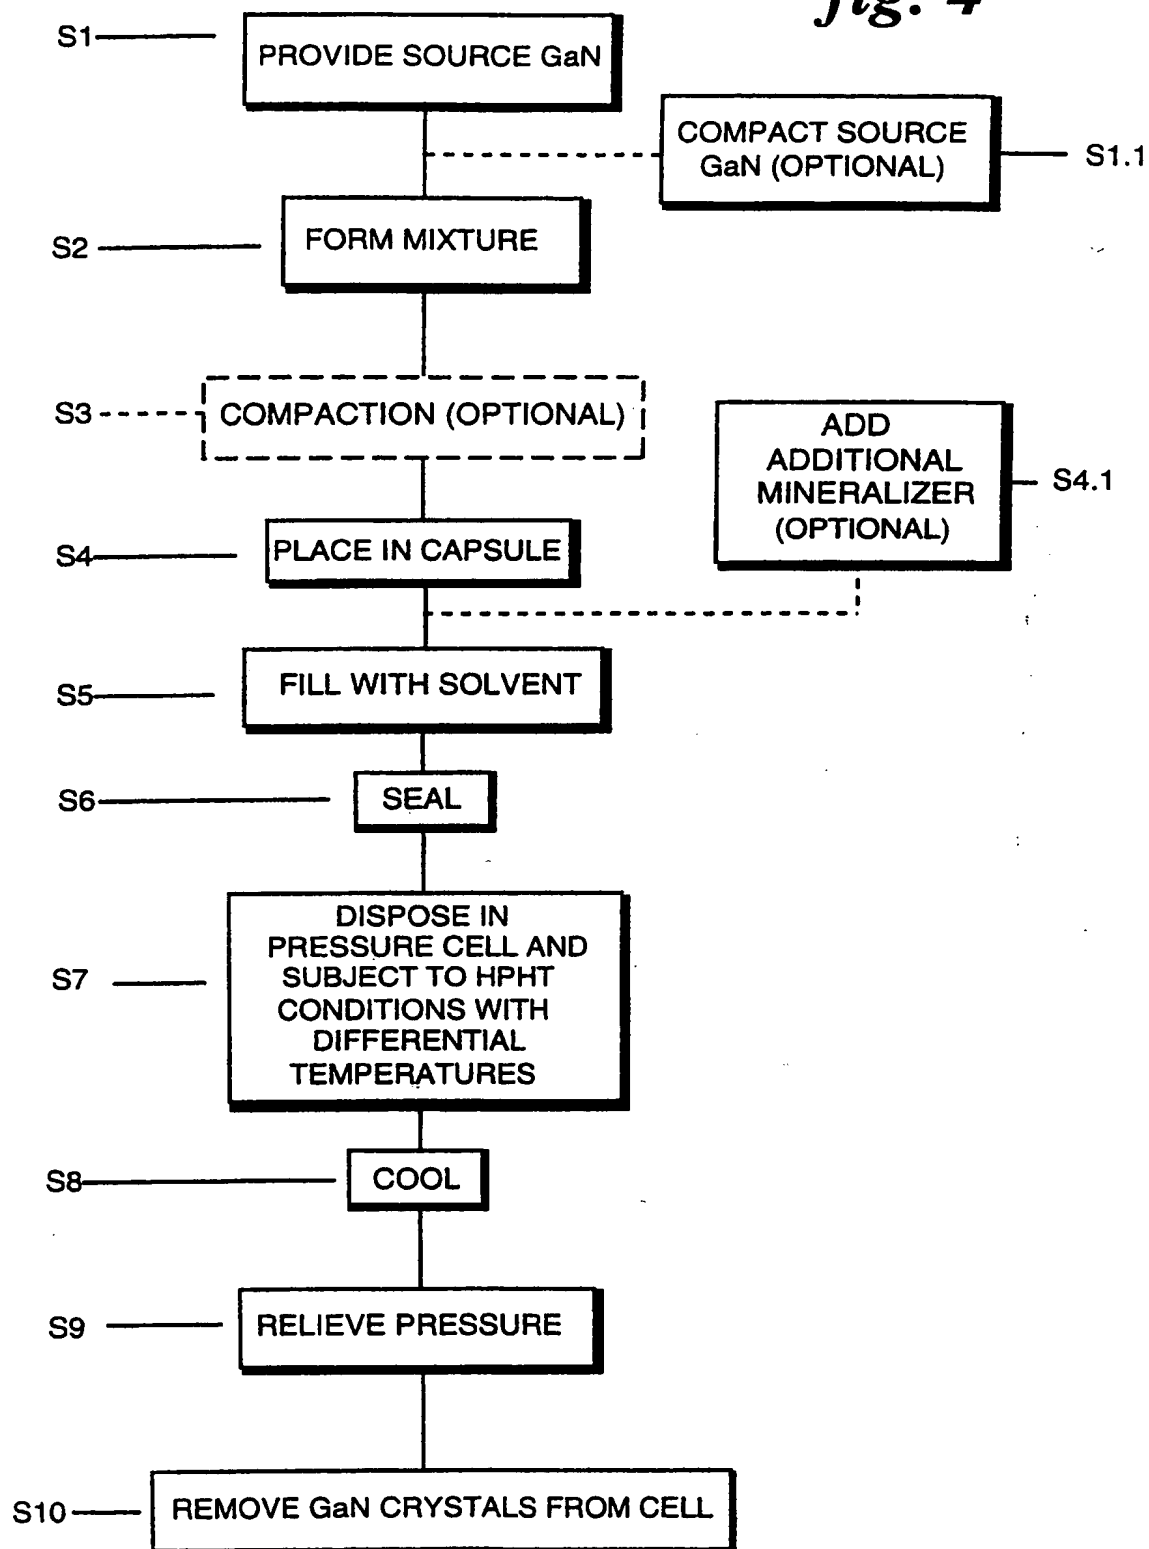 fig. 4
S1
PROVIDE SOURCE GaN
COMPACT SOURCE
GaN (OPTIONAL)
S1.1
S2
FORM MIXTURE
S3
COMPACTION (OPTIONAL)
ADD
ADDITIONAL
MINERALIZER
(OPTIONAL)
S4.1
S4
PLACE IN CAPSULE
S5
FILL WITH SOLVENT
S6
SEAL
S7
DISPOSE IN
PRESSURE CELL AND
SUBJECT TO HPHT
CONDITIONS WITH
DIFFERENTIAL
TEMPERATURES
S8
COOL
S9
RELIEVE PRESSURE
S10
REMOVE GaN CRYSTALS FROM CELL